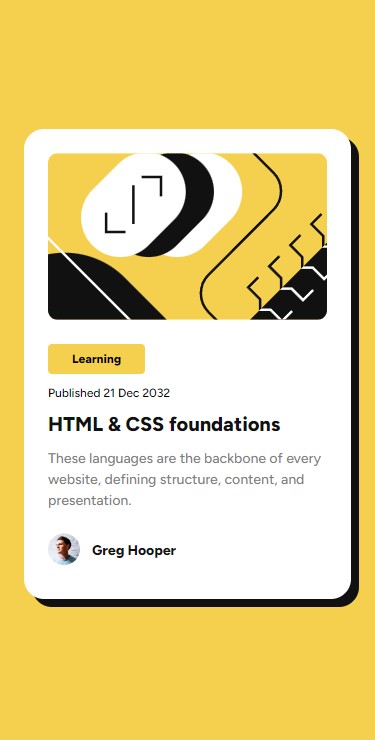 Learning
Published 21 Dec 2032
HTML & CSS foundations
These languages are the backbone of every
website, defining structure, content, and
presentation.
Greg Hooper